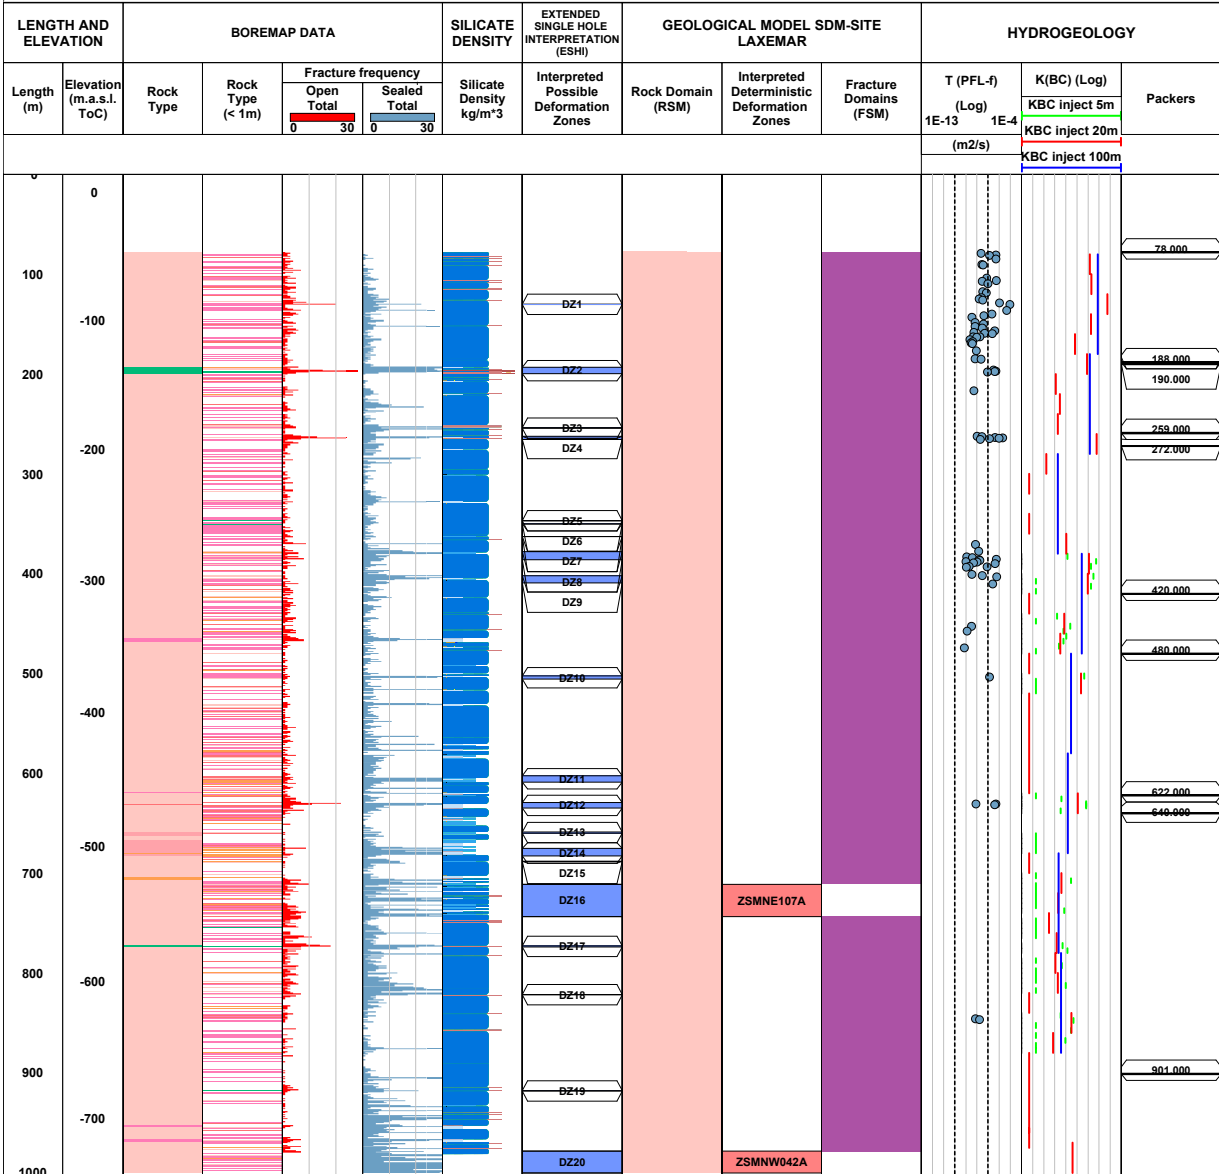 LENGTH AND ELEVATION
BOREMAP DATA
SILICATE DENSITY
EXTENDED SINGLE HOLE INTERPRETATION (ESHI)
GEOLOGICAL MODEL SDM-SITE LAXEMAR
HYDROGEOLOGY
Length (m)
Elevation (m.a.s.l. ToC)
Rock Type
Rock Type (< 1m)
Fracture frequency
Open Total
0 30
Sealed Total
0 30
Silicate Density kg/m*3
Interpreted Possible Deformation Zones
Rock Domain (RSM)
Interpreted Deterministic Deformation Zones
Fracture Domains (FSM)
T (PFL-f)
(Log)
1E-13 1E-4
(m2/s)
K(BC) (Log)
KBC inject 5m
KBC inject 20m
KBC inject 100m
Packers
0
100
200
300
400
500
600
700
800
900
1000
0
-100
-200
-300
-400
-500
-600
-700
DZ1
DZ2
DZ3
DZ4
DZ5
DZ6
DZ7
DZ8
DZ9
DZ10
DZ11
DZ12
DZ13
DZ14
DZ15
DZ16
DZ17
DZ18
DZ19
DZ20
ZSMNE107A
ZSMNW042A
78.000
188.000
190.000
259.000
272.000
420.000
480.000
622.000
640.000
901.000